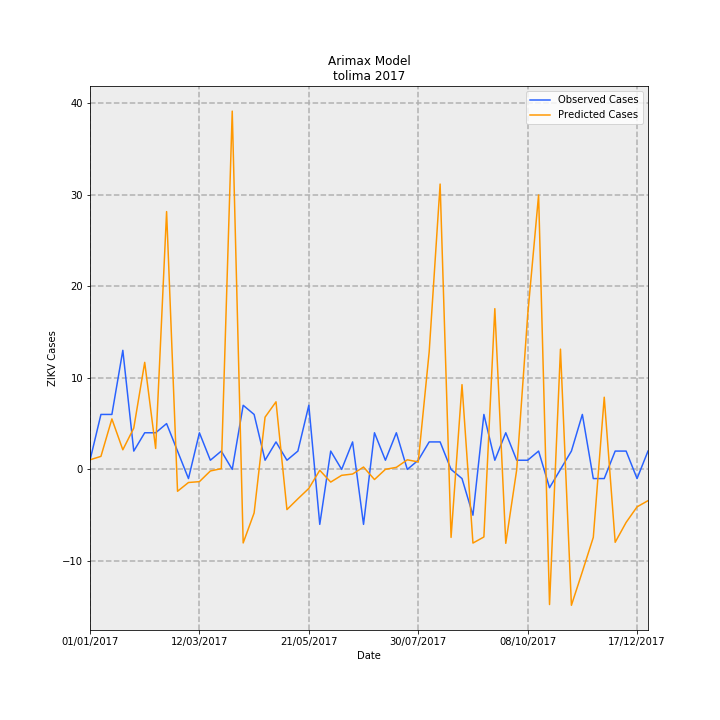 Arimax Model
tolima 2017
Observed Cases
Predicted Cases
40
30
20
10
0
−10
ZIKV Cases
01/01/2017 12/03/2017 21/05/2017 30/07/2017 08/10/2017 17/12/2017
Date